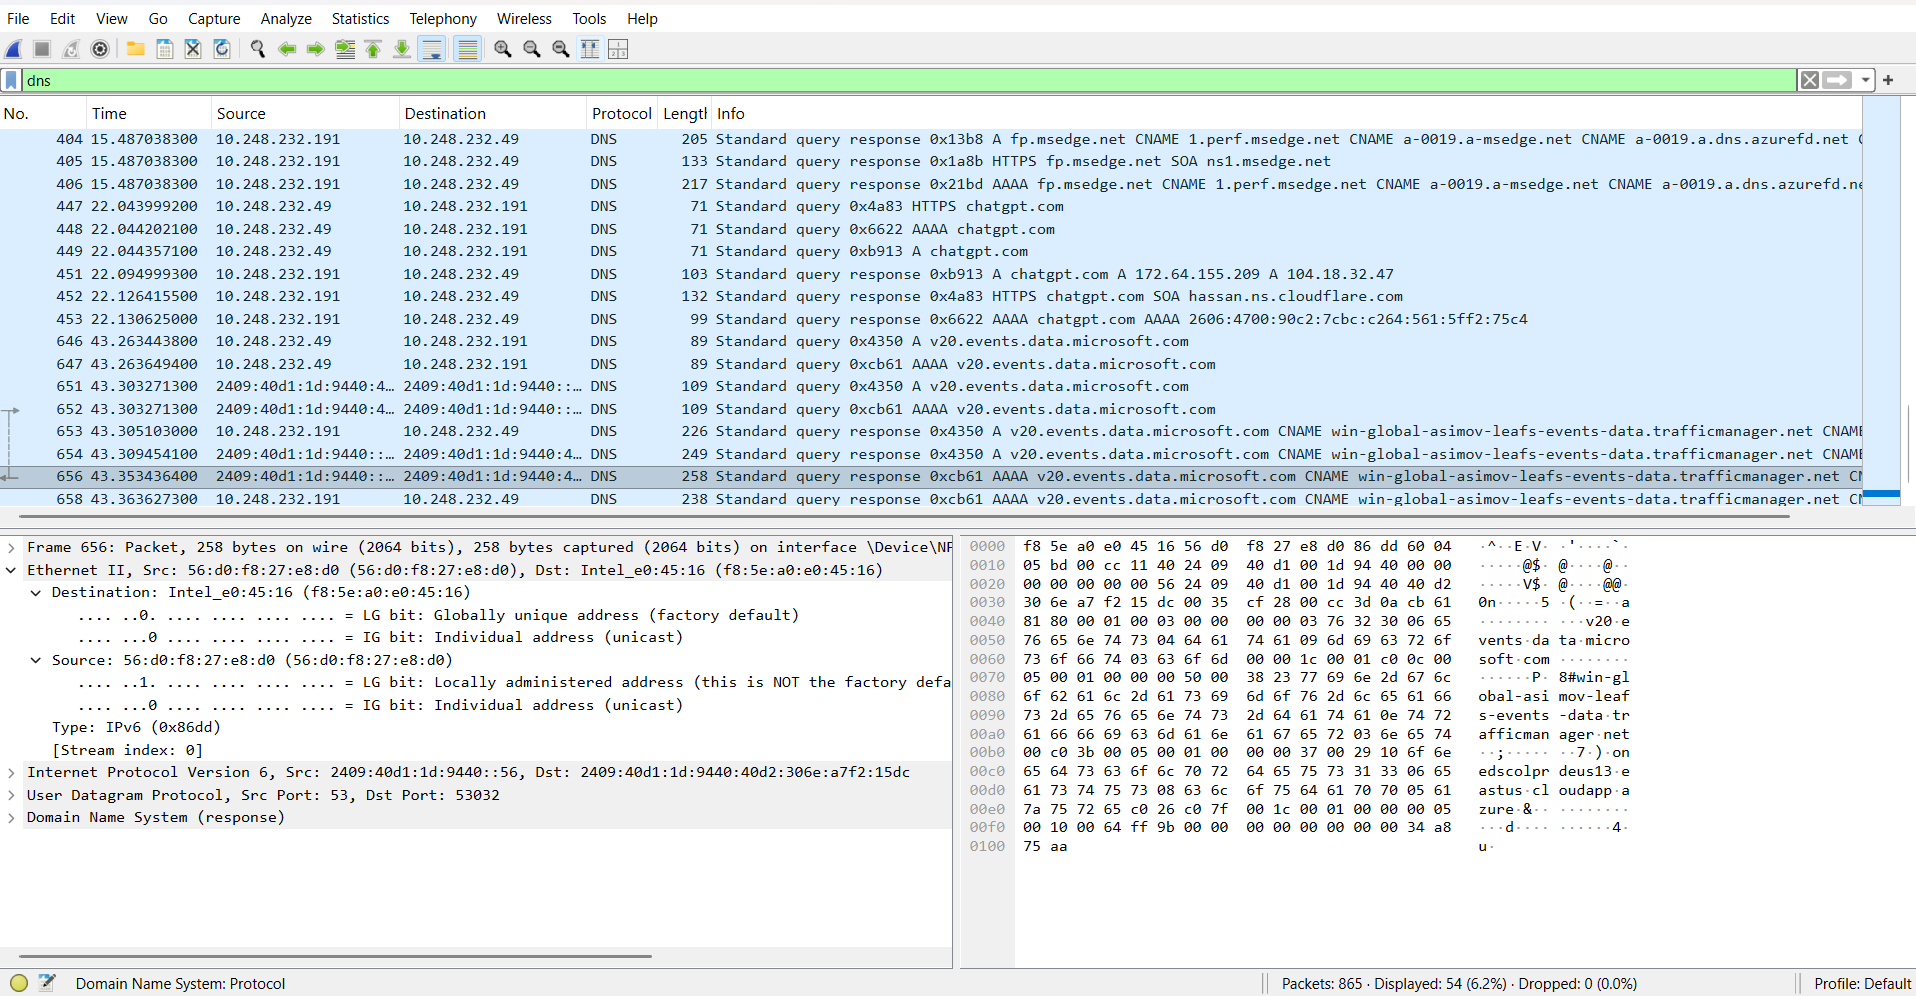 File Edit View Go Capture Analyze Statistics Telephony Wireless Tools Help
dns
No. Time Source Destination Protocol Length Info
404 15.487038300 10.248.232.191 10.248.232.49 DNS 205 Standard query response 0x13b8 A fp.msedge.net CNAME 1.perf.msedge.net CNAME a-0019.a-msedge.net CNAME a-0019.a.dns.azurefd.net
405 15.487038300 10.248.232.191 10.248.232.49 DNS 133 Standard query response 0x1a8b HTTPS fp.msedge.net SOA ns1.msedge.net
406 15.487038300 10.248.232.191 10.248.232.49 DNS 217 Standard query response 0x21bd AAAA fp.msedge.net CNAME 1.perf.msedge.net CNAME a-0019.a-msedge.net CNAME a-0019.a.dns.azurefd.ne
447 22.043999200 10.248.232.49 10.248.232.191 DNS 71 Standard query 0x4a83 HTTPS chatgpt.com
448 22.044202100 10.248.232.49 10.248.232.191 DNS 71 Standard query 0x6622 AAAA chatgpt.com
449 22.044357100 10.248.232.49 10.248.232.191 DNS 71 Standard query 0xb913 A chatgpt.com
451 22.094999300 10.248.232.191 10.248.232.49 DNS 103 Standard query response 0xb913 A chatgpt.com A 172.64.155.209 A 104.18.32.47
452 22.126415500 10.248.232.191 10.248.232.49 DNS 132 Standard query response 0x4a83 HTTPS chatgpt.com SOA hassan.ns.cloudflare.com
453 22.130625000 10.248.232.191 10.248.232.49 DNS 99 Standard query response 0x6622 AAAA chatgpt.com AAAA 2606:4700:90c2:7cbc:c264:561:5ff2:75c4
646 43.263443800 10.248.232.49 10.248.232.191 DNS 89 Standard query 0x4350 A v20.events.data.microsoft.com
647 43.263649400 10.248.232.49 10.248.232.191 DNS 89 Standard query 0xcb61 AAAA v20.events.data.microsoft.com
651 43.303271300 2409:40d1:1d:9440:4… 2409:40d1:1d:9440::… DNS 109 Standard query 0x4350 A v20.events.data.microsoft.com
652 43.303271300 2409:40d1:1d:9440:4… 2409:40d1:1d:9440::… DNS 109 Standard query 0xcb61 AAAA v20.events.data.microsoft.com
653 43.305103000 10.248.232.191 10.248.232.49 DNS 226 Standard query response 0x4350 A v20.events.data.microsoft.com CNAME win-global-asimov-leafs-events-data.trafficmanager.net CNAME
654 43.309454100 2409:40d1:1d:9440::… 2409:40d1:1d:9440:4… DNS 249 Standard query response 0x4350 A v20.events.data.microsoft.com CNAME win-global-asimov-leafs-events-data.trafficmanager.net CNAME
656 43.353436400 2409:40d1:1d:9440::… 2409:40d1:1d:9440:4… DNS 258 Standard query response 0xcb61 AAAA v20.events.data.microsoft.com CNAME win-global-asimov-leafs-events-data.trafficmanager.net CN
658 43.363627300 10.248.232.191 10.248.232.49 DNS 238 Standard query response 0xcb61 AAAA v20.events.data.microsoft.com CNAME win-global-asimov-leafs-events-data.trafficmanager.net CN
Frame 656: Packet, 258 bytes on wire (2064 bits), 258 bytes captured (2064 bits) on interface \Device\NP
Ethernet II, Src: 56:d0:f8:27:e8:d0 (56:d0:f8:27:e8:d0), Dst: Intel_e0:45:16 (f8:5e:a0:e0:45:16)
Destination: Intel_e0:45:16 (f8:5e:a0:e0:45:16)
.... ..0. .... .... .... .... = LG bit: Globally unique address (factory default)
.... ...0 .... .... .... .... = IG bit: Individual address (unicast)
Source: 56:d0:f8:27:e8:d0 (56:d0:f8:27:e8:d0)
.... ..1. .... .... .... .... = LG bit: Locally administered address (this is NOT the factory defa
.... ...0 .... .... .... .... = IG bit: Individual address (unicast)
Type: IPv6 (0x86dd)
[Stream index: 0]
Internet Protocol Version 6, Src: 2409:40d1:1d:9440::56, Dst: 2409:40d1:1d:9440:40d2:306e:a7f2:15dc
User Datagram Protocol, Src Port: 53, Dst Port: 53032
Domain Name System (response)
0000 f8 5e a0 e0 45 16 56 d0 f8 27 e8 d0 86 dd 60 04 ·^··E·V· ·'····`·
0010 05 bd 00 cc 11 40 24 09 40 d1 00 1d 94 40 00 00 ·····@$· @····@··
0020 00 00 00 00 00 56 24 09 40 d1 00 1d 94 40 40 d2 ·····V$· @····@@·
0030 30 6e a7 f2 15 dc 00 35 cf 28 00 cc 3d 0a cb 61 0n·····5 ·(··=··a
0040 81 80 00 01 00 03 00 00 00 00 03 76 32 30 06 65 ········ ···v20·e
0050 76 65 6e 74 73 04 64 61 74 61 09 6d 69 63 72 6f vents·da ta·micro
0060 73 6f 66 74 03 63 6f 6d 00 00 1c 00 01 c0 0c 00 soft·com ········
0070 05 00 01 00 00 00 50 00 38 23 77 69 6e 2d 67 6c ······P· 8#win-gl
0080 6f 62 61 6c 2d 61 73 69 6d 6f 76 2d 6c 65 61 66 obal-asi mov-leaf
0090 73 2d 65 76 65 6e 74 73 2d 64 61 74 61 0e 74 72 s-events -data·tr
00a0 61 66 66 69 63 6d 61 6e 61 67 65 72 03 6e 65 74 afficman ager·net
00b0 00 c0 3b 00 05 00 01 00 00 00 37 00 29 10 6f 6e ··;····· ··7·)·on
00c0 65 64 73 63 6f 6c 70 72 64 65 75 73 31 33 06 65 edscolpr deus13·e
00d0 61 73 74 75 73 08 63 6c 6f 75 64 61 70 70 05 61 astus·cl oudapp·a
00e0 7a 75 72 65 c0 26 c0 7f 00 1c 00 01 00 00 00 05 zure·&·· ········
00f0 00 10 00 64 ff 9b 00 00 00 00 00 00 00 00 34 a8 ···d···· ······4·
0100 75 aa u·
Domain Name System: Protocol Packets: 865 · Displayed: 54 (6.2%) · Dropped: 0 (0.0%) Profile: Default